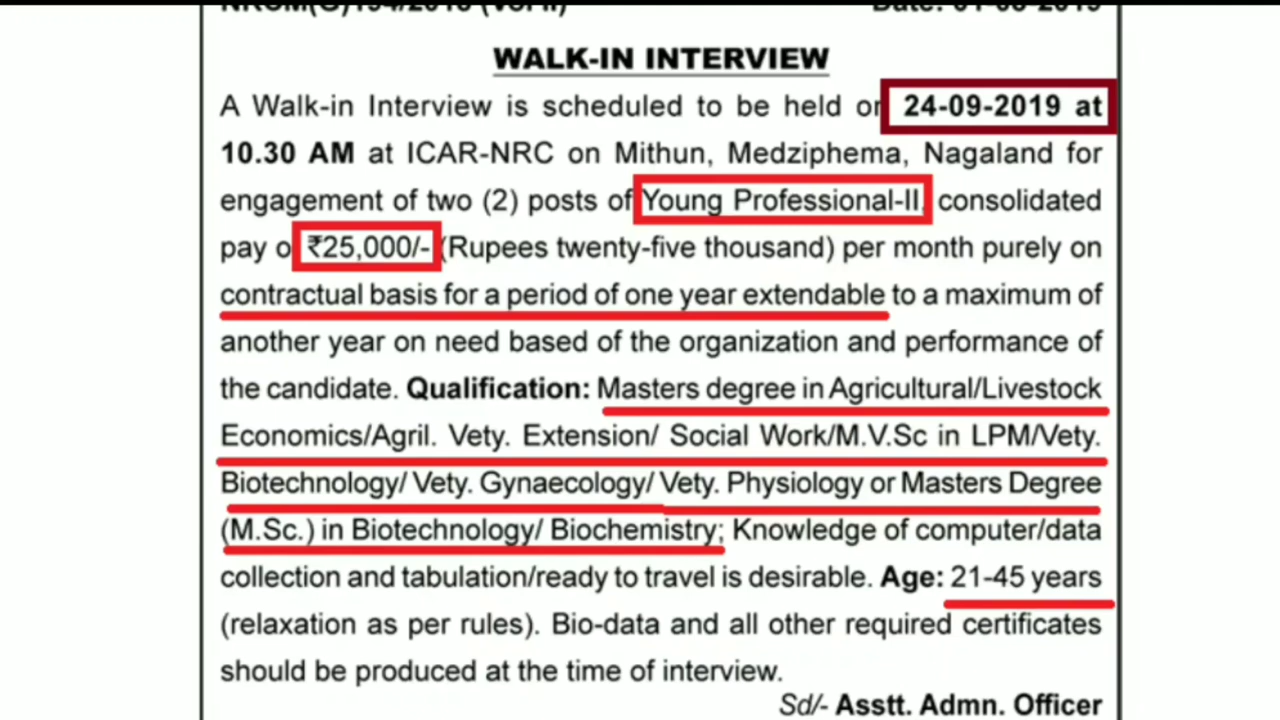 WALK-IN INTERVIEW
A Walk-in Interview is scheduled to be held on 24-09-2019 at
10.30 AM at ICAR-NRC on Mithun, Medziphema, Nagaland for
engagement of two (2) posts of Young Professional-II, consolidated
pay o ₹25,000/- (Rupees twenty-five thousand) per month purely on
contractual basis for a period of one year extendable to a maximum of
another year on need based of the organization and performance of
the candidate. Qualification: Masters degree in Agricultural/Livestock
Economics/Agril. Vety. Extension/ Social Work/M.V.Sc in LPM/Vety.
Biotechnology/ Vety. Gynaecology/ Vety. Physiology or Masters Degree
(M.Sc.) in Biotechnology/ Biochemistry; Knowledge of computer/data
collection and tabulation/ready to travel is desirable. Age: 21-45 years
(relaxation as per rules). Bio-data and all other required certificates
should be produced at the time of interview.
Sd/- Asstt. Admn. Officer